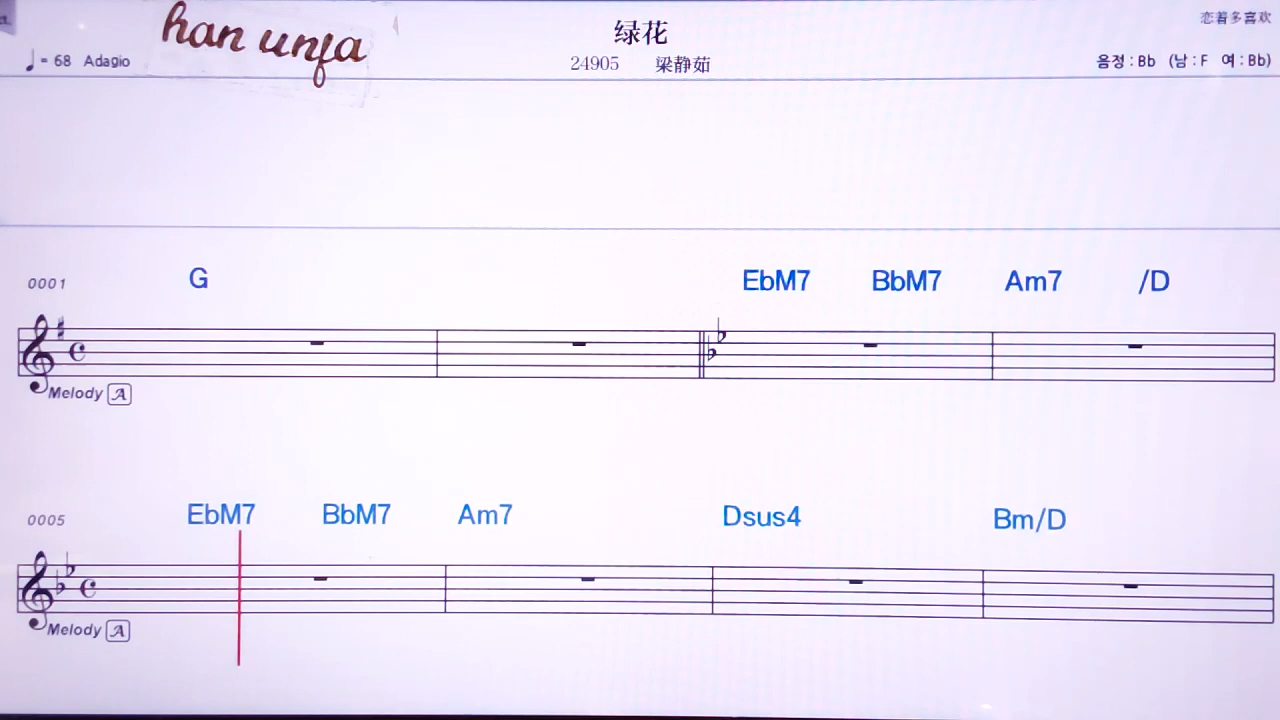 han unfa
绿花
恋着多喜欢
♩= 68 Adagio
24905 梁静茹
음정 : Bb (남 : F 여 : Bb)
0001 G EbM7 BbM7 Am7 /D
Melody A
0005 EbM7 BbM7 Am7 Dsus4 Bm/D
Melody A